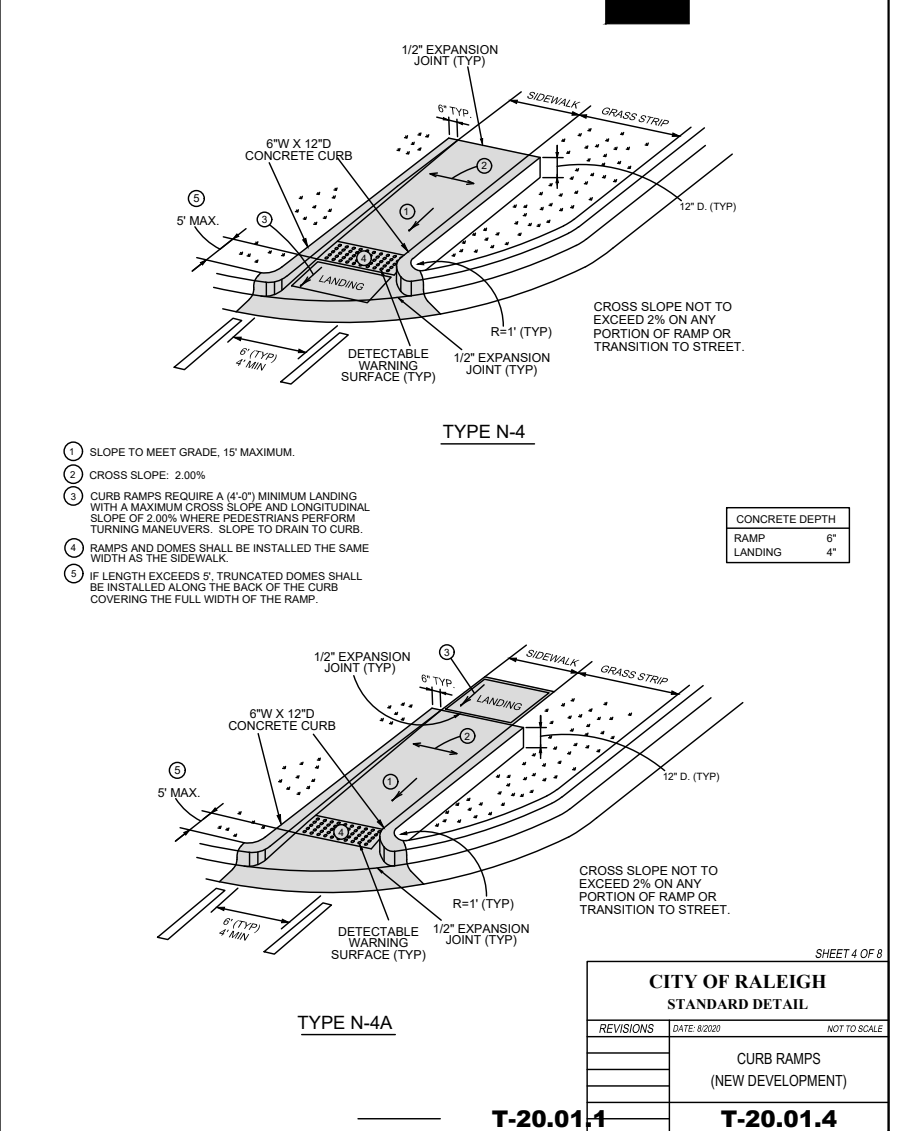 1/2" EXPANSION
JOINT (TYP)
SIDEWALK
GRASS STRIP
6" TYP.
6"W X 12"D
CONCRETE CURB
2
5
5' MAX.
3
1
12" D. (TYP)
4
LANDING
CROSS SLOPE NOT TO
EXCEED 2% ON ANY
PORTION OF RAMP OR
TRANSITION TO STREET.
R=1' (TYP)
6' (TYP)
4' MIN
DETECTABLE
WARNING
SURFACE (TYP)
1/2" EXPANSION
JOINT (TYP)
TYPE N-4
1 SLOPE TO MEET GRADE, 15' MAXIMUM.
2 CROSS SLOPE: 2.00%
3 CURB RAMPS REQUIRE A (4'-0") MINIMUM LANDING
WITH A MAXIMUM CROSS SLOPE AND LONGITUDINAL
SLOPE OF 2.00% WHERE PEDESTRIANS PERFORM
TURNING MANEUVERS. SLOPE TO DRAIN TO CURB.
4 RAMPS AND DOMES SHALL BE INSTALLED THE SAME
WIDTH AS THE SIDEWALK.
5 IF LENGTH EXCEEDS 5', TRUNCATED DOMES SHALL
BE INSTALLED ALONG THE BACK OF THE CURB
COVERING THE FULL WIDTH OF THE RAMP.
CONCRETE DEPTH
RAMP 6"
LANDING 4"
1/2" EXPANSION
JOINT (TYP)
3
SIDEWALK
GRASS STRIP
6" TYP.
LANDING
6"W X 12"D
CONCRETE CURB
2
5
5' MAX.
1
12" D. (TYP)
4
CROSS SLOPE NOT TO
EXCEED 2% ON ANY
PORTION OF RAMP OR
TRANSITION TO STREET.
R=1' (TYP)
6' (TYP)
4' MIN
DETECTABLE
WARNING
SURFACE (TYP)
1/2" EXPANSION
JOINT (TYP)
TYPE N-4A
SHEET 4 OF 8
CITY OF RALEIGH
STANDARD DETAIL
REVISIONS DATE: 8/2020 NOT TO SCALE
CURB RAMPS
(NEW DEVELOPMENT)
T-20.01.1 T-20.01.4